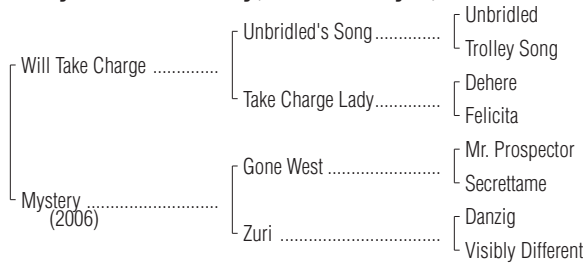 Unbridled
Unbridled's Song..............
Trolley Song
Will Take Charge ..............
Dehere
Take Charge Lady..............
Felicita
Mr. Prospector
Gone West ........................
Secrettame
Mystery ............................
(2006)
Danzig
Zuri ..................................
Visibly Different